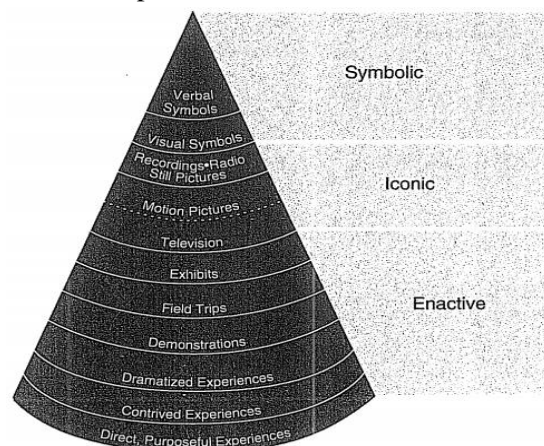 Verbal
Symbols
Visual Symbols
Recordings•Radio
Still Pictures
Motion Pictures
Television
Exhibits
Field Trips
Demonstrations
Dramatized Experiences
Contrived Experiences
Direct, Purposeful Experiences
Symbolic
Iconic
Enactive